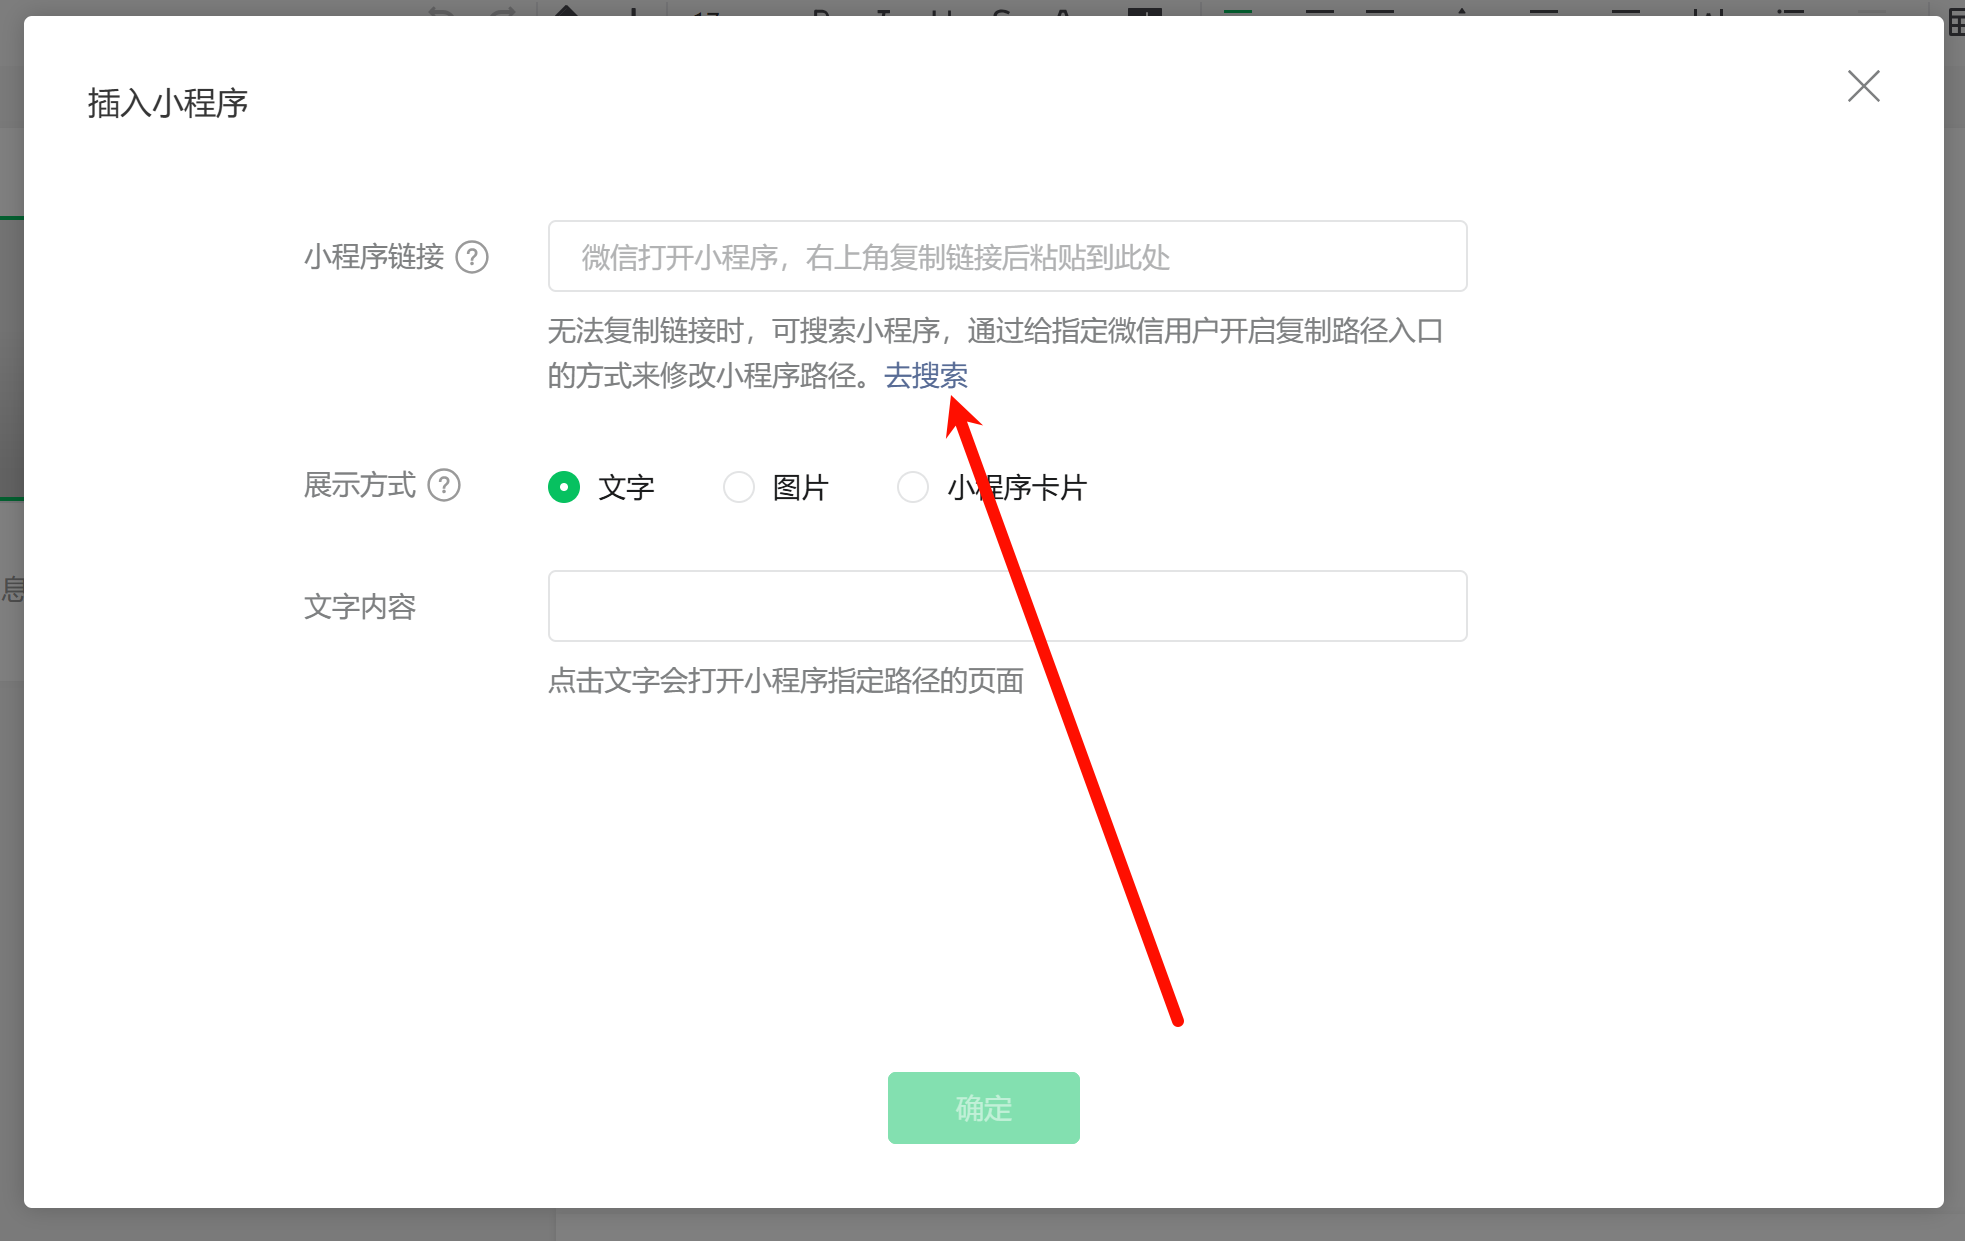 插入小程序
小程序链接 ?
微信打开小程序，右上角复制链接后粘贴到此处
无法复制链接时，可搜索小程序，通过给指定微信用户开启复制路径入口
的方式来修改小程序路径。去搜索
展示方式 ?
文字 图片 小程序卡片
息
文字内容
点击文字会打开小程序指定路径的页面
确定